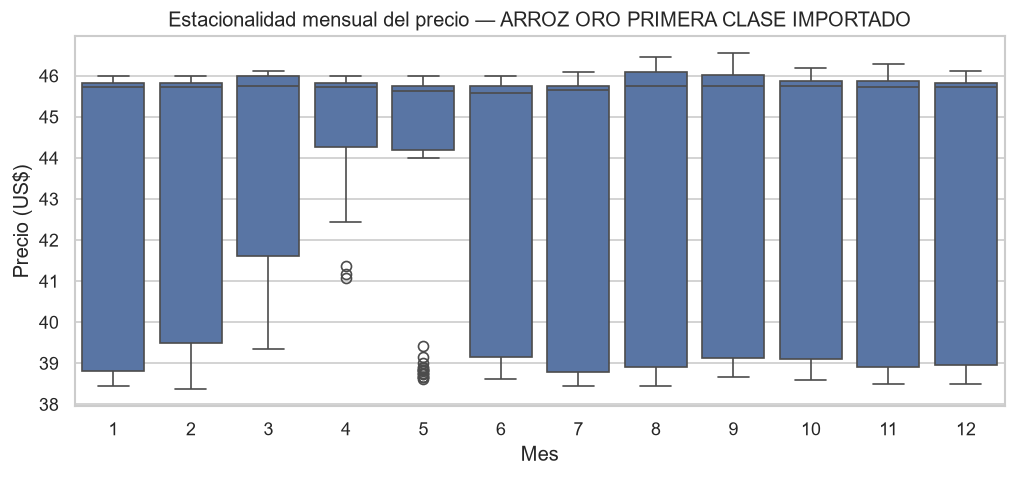 Estacionalidad mensual del precio — ARROZ ORO PRIMERA CLASE IMPORTADO
Precio (US$)
46
45
44
43
42
41
40
39
38
1 2 3 4 5 6 7 8 9 10 11 12
Mes